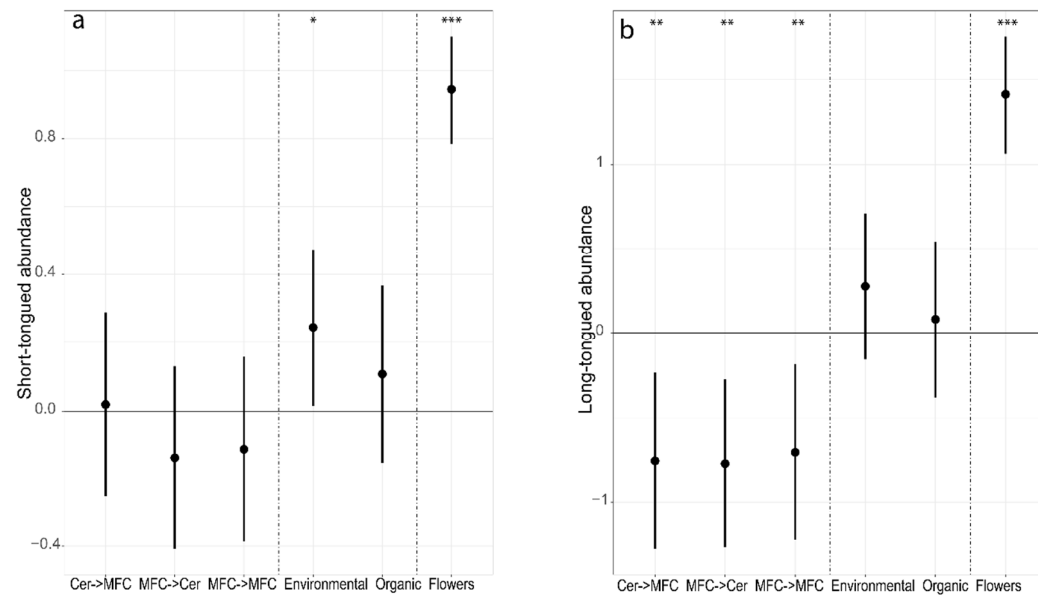 a
*
***
0.8
0.4
0.0
−0.4
Short-tongued abundance
Cer->MFC MFC->Cer MFC->MFC Environmental Organic Flowers
b
** ** ** ***
1
0
−1
Long-tongued abundance
Cer->MFC MFC->Cer MFC->MFC Environmental Organic Flowers